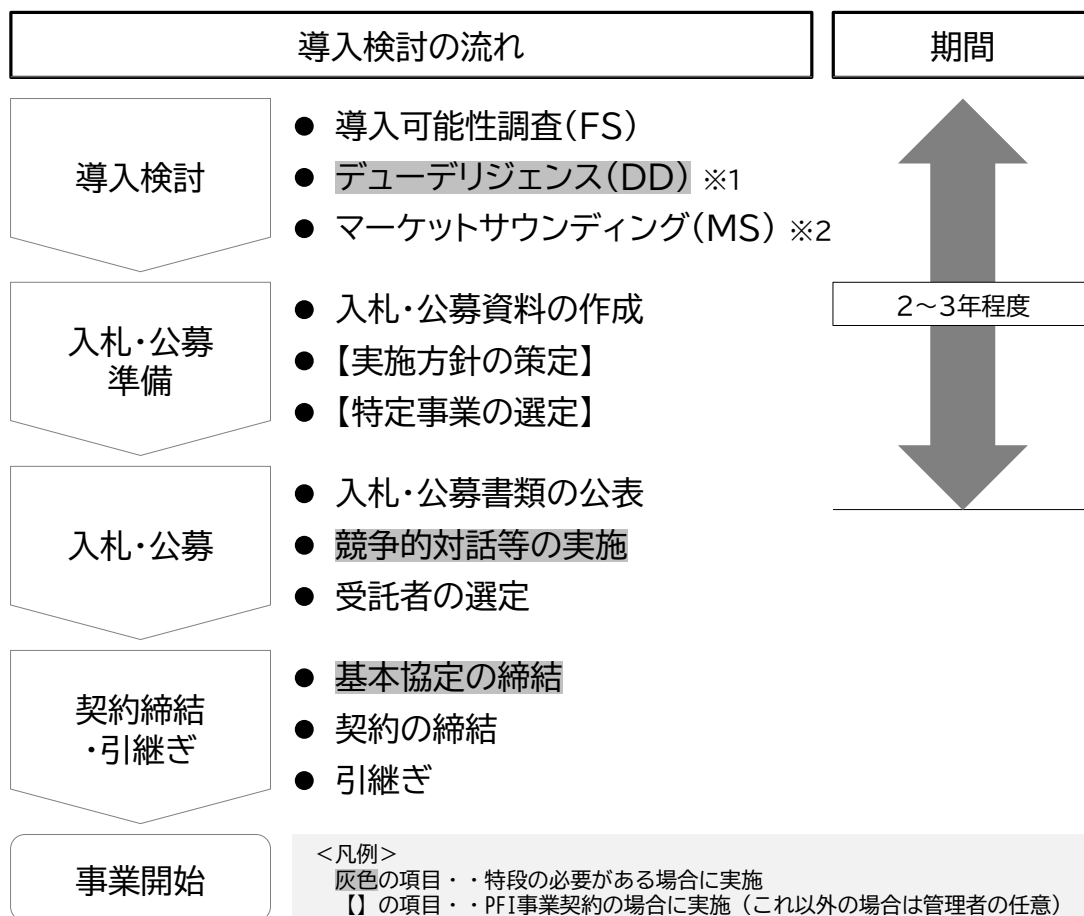 導入検討の流れ
期間
導入検討
● 導入可能性調査(FS)
● デューデリジェンス(DD) ※1
● マーケットサウンディング(MS) ※2
2～3年程度
入札・公募
準備
● 入札・公募資料の作成
● 【実施方針の策定】
● 【特定事業の選定】
入札・公募
● 入札・公募書類の公表
● 競争的対話等の実施
● 受託者の選定
契約締結
・引継ぎ
● 基本協定の締結
● 契約の締結
● 引継ぎ
事業開始
＜凡例＞
灰色の項目・・特段の必要がある場合に実施
【】の項目・・PFI事業契約の場合に実施（これ以外の場合は管理者の任意）